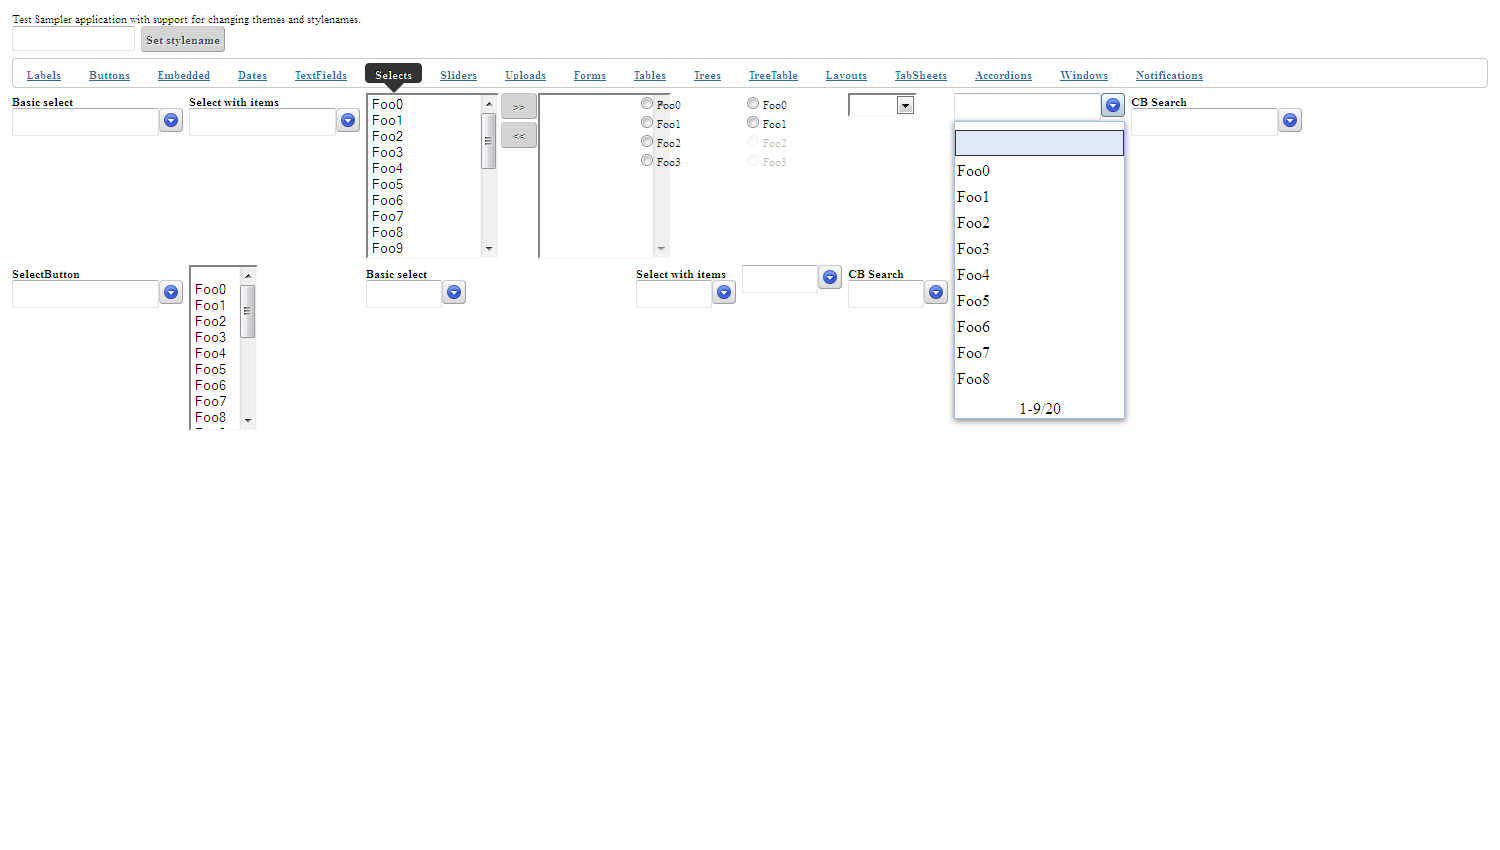 Test Sampler application with support for changing themes and stylenames.
Set stylename
Labels Buttons Embedded Dates TextFields Selects Sliders Uploads Forms Tables Trees TreeTable Layouts TabSheets Accordions Windows Notifications
Basic select
Select with items
Foo0
Foo1
Foo2
Foo3
Foo4
Foo5
Foo6
Foo7
Foo8
Foo9
>>
<<
Foo0
Foo1
Foo2
Foo3
Foo0
Foo1
Foo2
Foo3
Foo0
Foo1
Foo2
Foo3
Foo4
Foo5
Foo6
Foo7
Foo8
1-9/20
CB Search
SelectButton
Foo0
Foo1
Foo2
Foo3
Foo4
Foo5
Foo6
Foo7
Foo8
Basic select
Select with items
CB Search